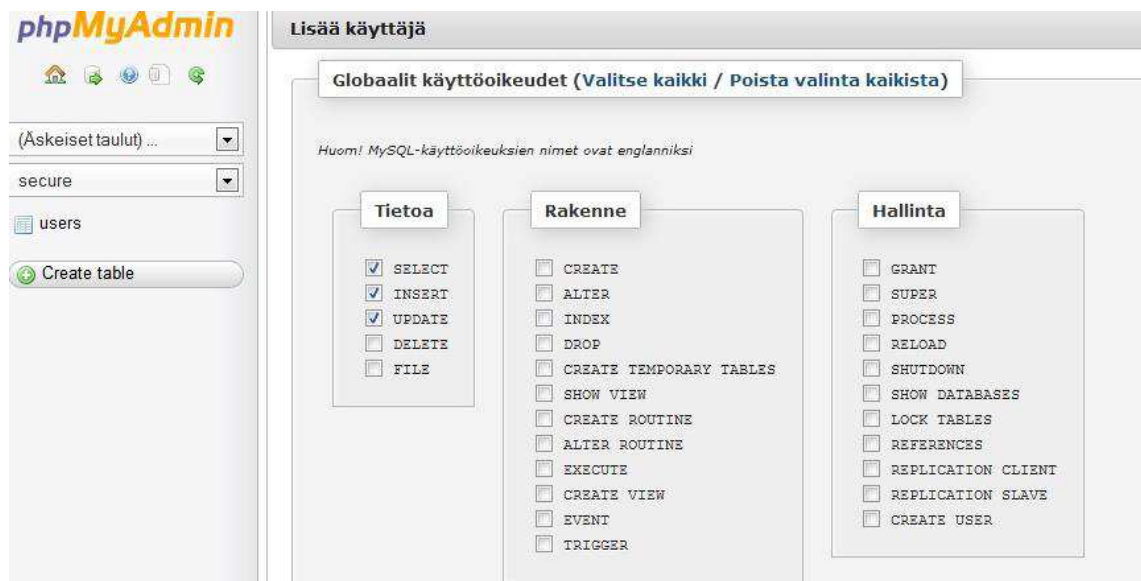 phpMyAdmin
(Äskeiset taulut) ...
secure
users
Create table
Lisää käyttäjä
Globaalit käyttöoikeudet (Valitse kaikki / Poista valinta kaikista)
Huom! MySQL-käyttöoikeuksien nimet ovat englanniksi
Tietoa
SELECT
INSERT
UPDATE
DELETE
FILE
Rakenne
CREATE
ALTER
INDEX
DROP
CREATE TEMPORARY TABLES
SHOW VIEW
CREATE ROUTINE
ALTER ROUTINE
EXECUTE
CREATE VIEW
EVENT
TRIGGER
Hallinta
GRANT
SUPER
PROCESS
RELOAD
SHUTDOWN
SHOW DATABASES
LOCK TABLES
REFERENCES
REPLICATION CLIENT
REPLICATION SLAVE
CREATE USER